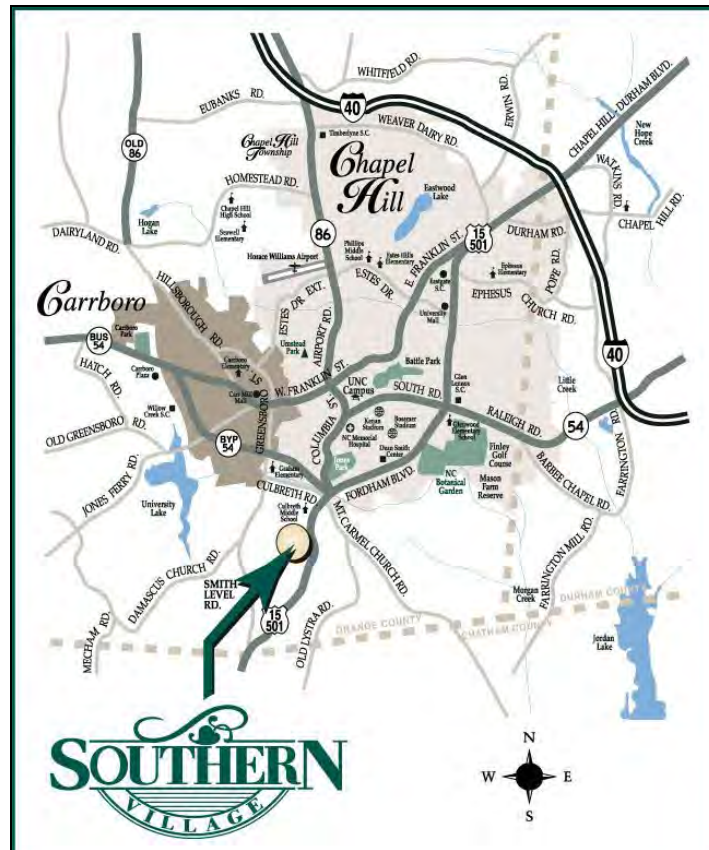 WHITFIELD RD.
ERWIN RD.
CHAPEL HILL-DURHAM BLVD.
EUBANKS RD.
40
OLD
86
Timberlyne S.C.
WEAVER DAIRY RD.
New Hope
Creek
Chapel Hill
Township
Chapel
Hill
WATKINS RD.
HOMESTEAD RD.
Chapel Hill
High School
Eastwood
Lake
CHAPEL HILL RD.
Hogan
Lake
Seawell
Elementary
86
15
501
DAIRYLAND RD.
Phillips
Middle
School
Estes Hills
Elementary
E. FRANKLIN ST.
DURHAM RD.
POPE RD.
Horace Williams Airport
HILLSBOROUGH RD.
ESTES DR. EXT.
ESTES DR.
Eastgate
S.C.
Ephesus
Elementary
EPHESUS
CHURCH RD.
Carrboro
University
Mall
BUS
54
Carrboro
Park
AIRPORT RD.
Umstead
Park
40
HATCH RD.
Carrboro
Plaza
Carrboro
Elementary
ST.
W. FRANKLIN ST.
Battle Park
Little
Creek
Carr Mill
Mall
UNC
Campus
SOUTH RD.
Glen
Lennox
S.C.
Willow
Creek S.C.
GREENSBORO
COLUMBIA ST.
Kenan
Stadium
Boshamer
Stadium
RALEIGH RD.
54
OLD GREENSBORO RD.
BYP
54
NC Memorial
Hospital
Glenwood
Elementary
School
Finley
Golf
Course
FARRINGTON RD.
Dean Smith
Center
JONES FERRY RD.
Grahams
Elementary
FORDHAM BLVD.
NC
Botanical
Garden
Mason
Farm
Reserve
BARBEE CHAPEL RD.
University
Lake
CULBRETH RD.
Culbreth
Middle
School
MT. CARMEL CHURCH RD.
FARRINGTON MILL RD.
DAMASCUS CHURCH RD.
SMITH
LEVEL
RD.
Morgan
Creek
15
501
MECHAM RD.
OLD LYSTRA RD.
ORANGE COUNTY
CHATHAM COUNTY
DURHAM COUNTY
Jordan
Lake
SOUTHERN
VILLAGE
N
W E
S